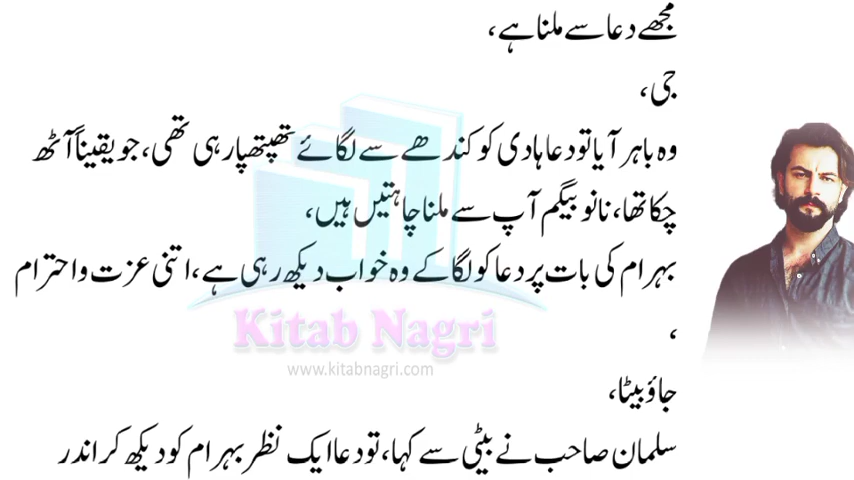 مجھے دعا سے ملنا ہے،
جی،
وہ باہر آیا تو دعا ہادی کو کندھے سے لگائے تھپتھپا رہی تھی، جو یقیناً آٹھ
چکا تھا، نانو بیگم آپ سے ملنا چاہتیں ہیں،
بہرام کی بات پر دعا کو لگا کے وہ خواب دیکھ رہی ہے، اتنی عزت و احترام
،
جاؤ بیٹا،
سلمان صاحب نے بیٹی سے کہا، تو دعا ایک نظر بہرام کو دیکھ کر اندر
Kitab Nagri
www.kitabnagri.com